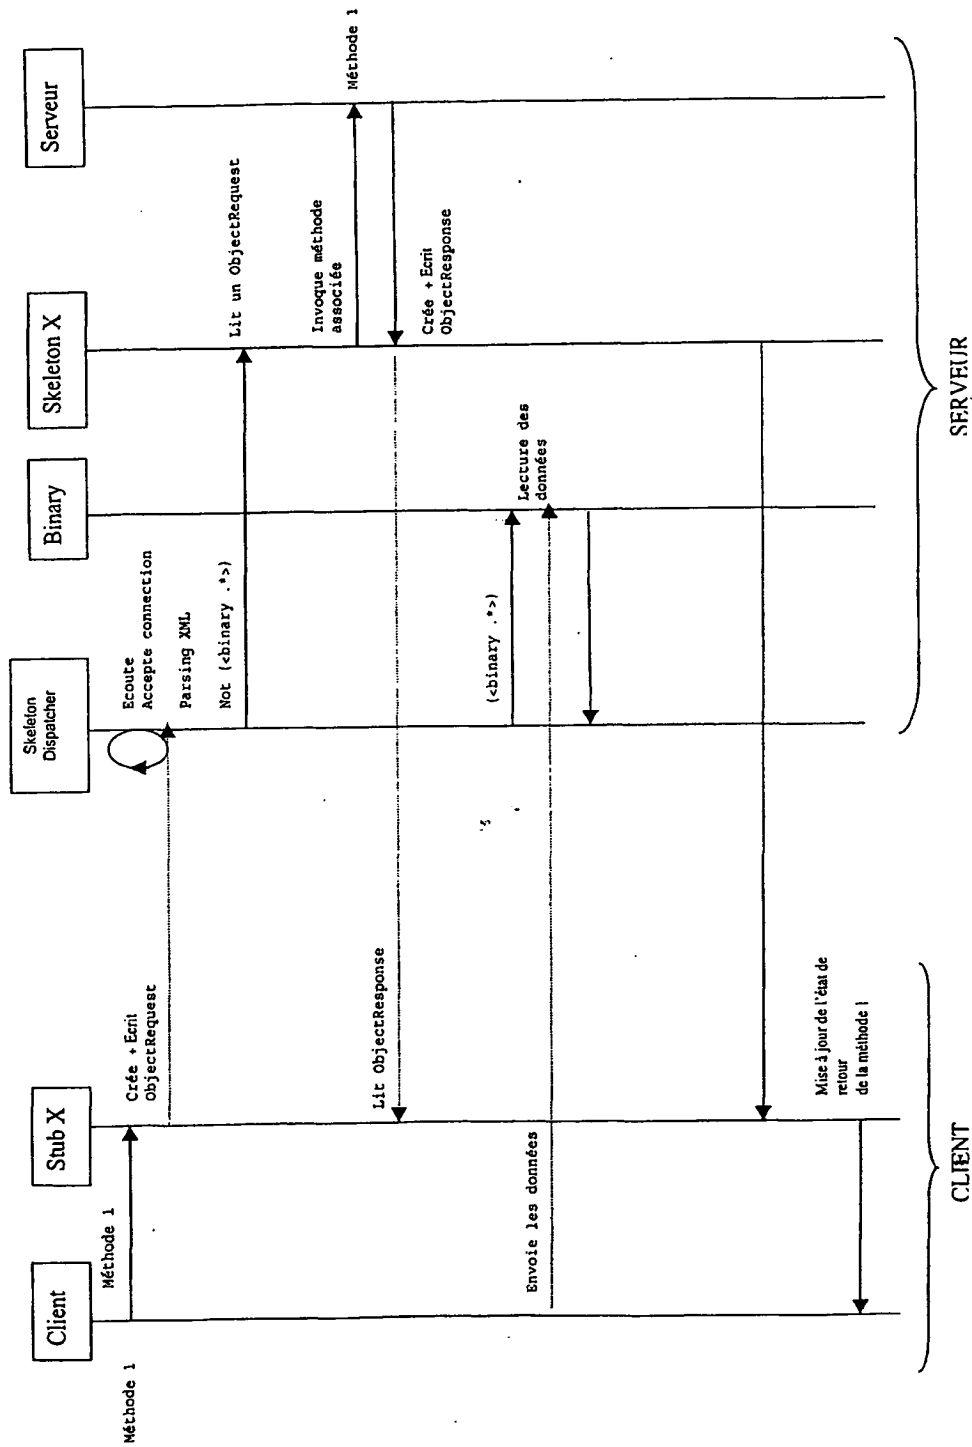 Client
Stub X
Skeleton
Dispatcher
Binary
Skeleton X
Serveur
Méthode 1
Méthode 1
Crée + Ecrit
ObjectRequest
Ecoute
Accepte connection
Parsing XML
Not (<binary .*>)
Lit un ObjectRequest
Invoque méthode
associée
Méthode 1
Crée + Ecrit
ObjectResponse
Lit ObjectResponse
(<binary .*>)
Lecture des
données
Envoie les données
Mise à jour de l'état de
retour
de la méthode 1
CLIENT
SERVEUR